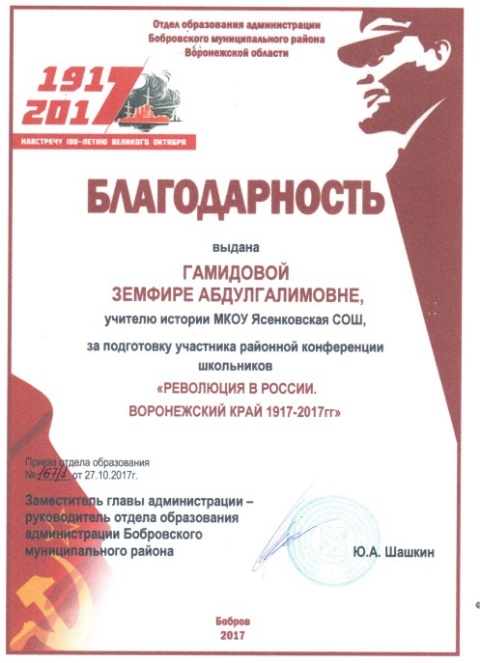 Отдел образования администрации
Бобровского муниципального района
Воронежской области
1917
2017
НАВСТРЕЧУ 100-ЛЕТИЮ ВЕЛИКОГО ОКТЯБРЯ
БЛАГОДАРНОСТЬ
выдана
ГАМИДОВОЙ
ЗЕМФИРЕ АБДУЛГАЛИМОВНЕ,
учителю истории МКОУ Ясенковская СОШ,
за подготовку участника районной конференции
школьников
«РЕВОЛЮЦИЯ В РОССИИ.
ВОРОНЕЖСКИЙ КРАЙ 1917-2017гг»
Приказ отдела образования
№ от 27.10.2017г.
Заместитель главы администрации –
руководитель отдела образования
администрации Бобровского
муниципального района
Ю.А. Шашкин
Бобров
2017